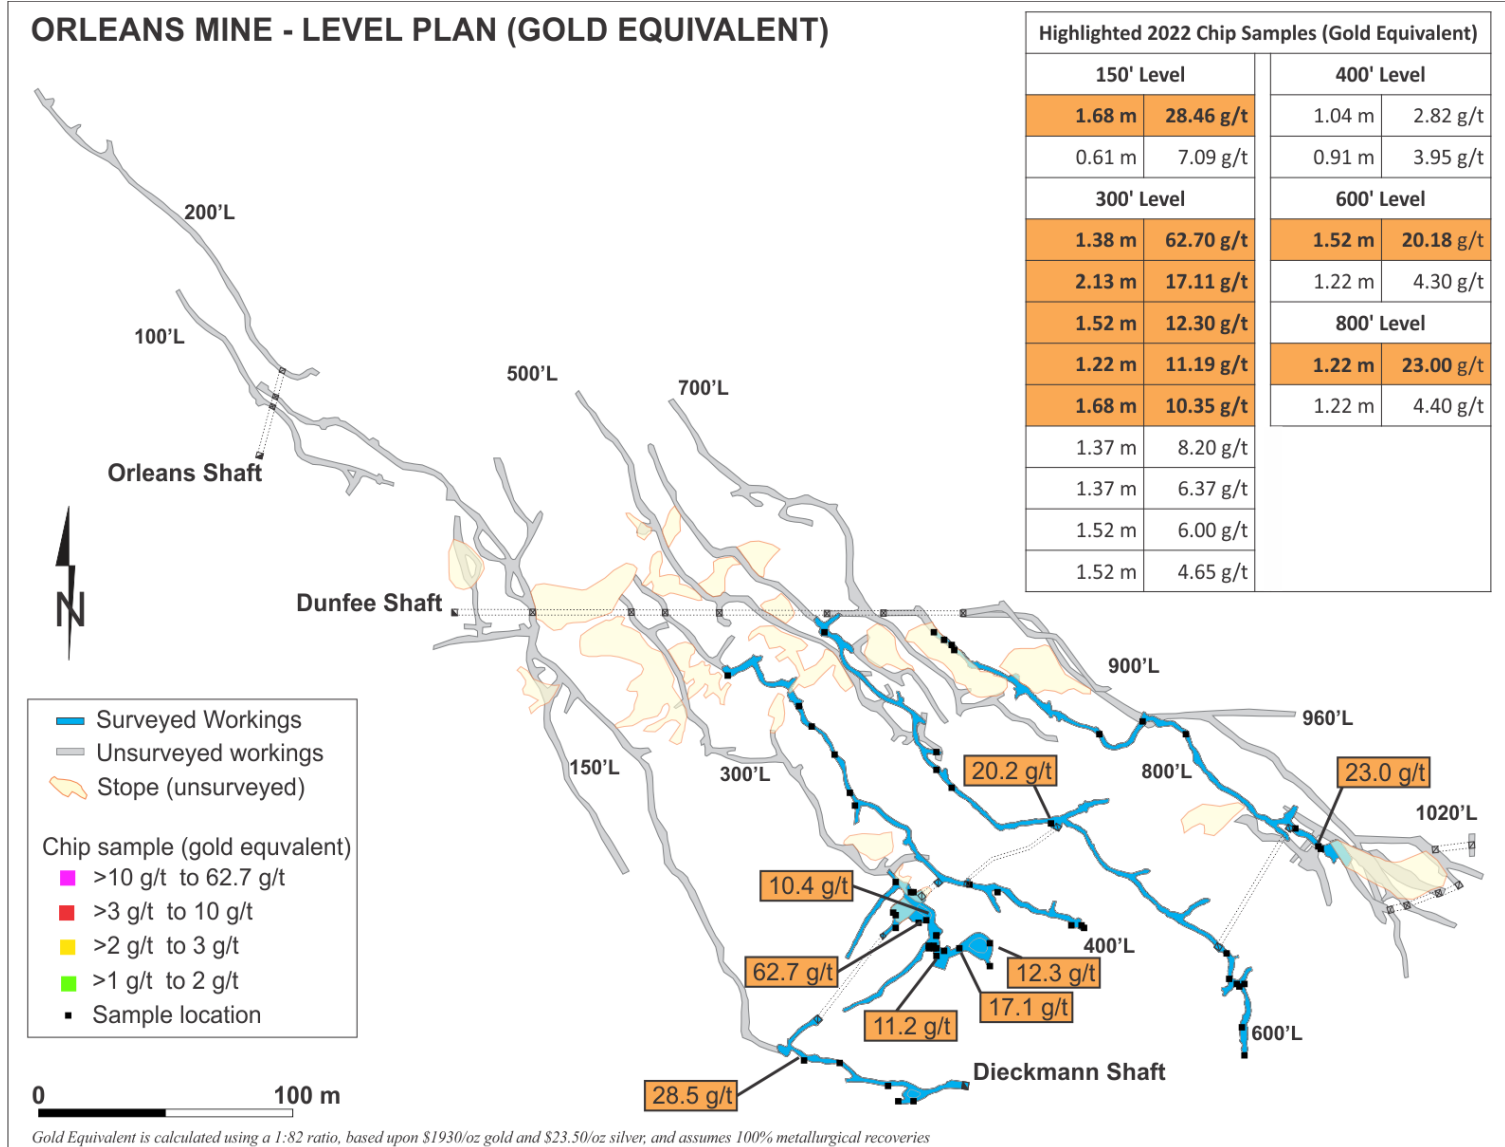 ORLEANS MINE - LEVEL PLAN (GOLD EQUIVALENT)
Highlighted 2022 Chip Samples (Gold Equivalent)
150' Level
1.68 m 28.46 g/t
0.61 m 7.09 g/t
300' Level
1.38 m 62.70 g/t
2.13 m 17.11 g/t
1.52 m 12.30 g/t
1.22 m 11.19 g/t
1.68 m 10.35 g/t
1.37 m 8.20 g/t
1.37 m 6.37 g/t
1.52 m 6.00 g/t
1.52 m 4.65 g/t
400' Level
1.04 m 2.82 g/t
0.91 m 3.95 g/t
600' Level
1.52 m 20.18 g/t
1.22 m 4.30 g/t
800' Level
1.22 m 23.00 g/t
1.22 m 4.40 g/t
200'L
100'L
500'L
700'L
Orleans Shaft
N
Dunfee Shaft
900'L
960'L
150'L
300'L
800'L
1020'L
20.2 g/t
23.0 g/t
10.4 g/t
400'L
62.7 g/t
12.3 g/t
17.1 g/t
11.2 g/t
600'L
Dieckmann Shaft
28.5 g/t
Surveyed Workings
Unsurveyed workings
Stope (unsurveyed)
Chip sample (gold equvalent)
>10 g/t to 62.7 g/t
>3 g/t to 10 g/t
>2 g/t to 3 g/t
>1 g/t to 2 g/t
Sample location
0 100 m
Gold Equivalent is calculated using a 1:82 ratio, based upon $1930/oz gold and $23.50/oz silver, and assumes 100% metallurgical recoveries